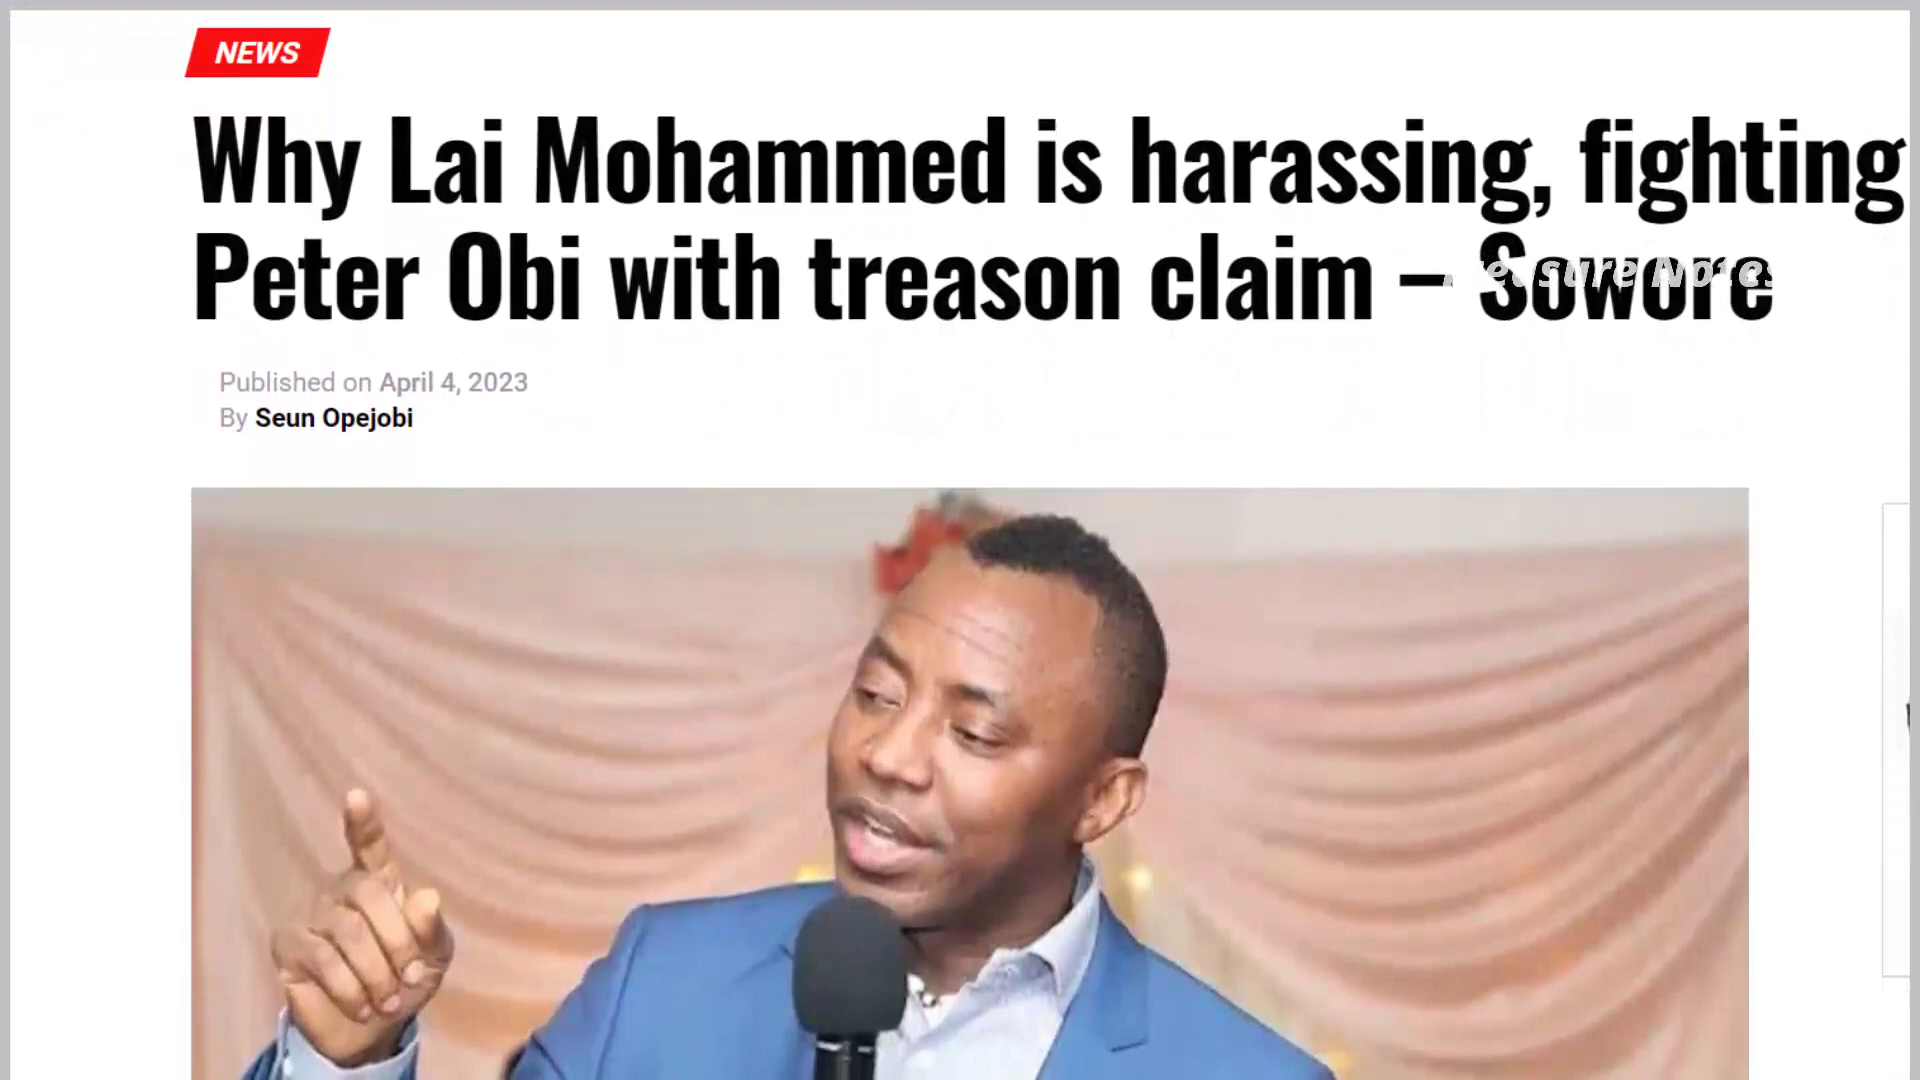 NEWS
Why Lai Mohammed is harassing, fighting
Peter Obi with treason claim – Sowore
Notes
Published on April 4, 2023
By Seun Opejobi